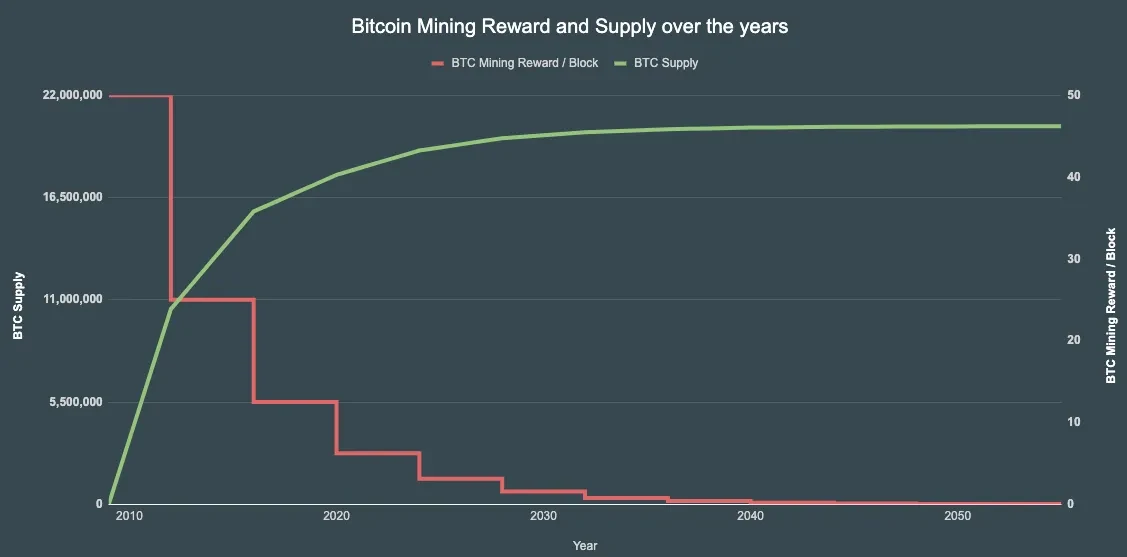 Bitcoin Mining Reward and Supply over the years
BTC Mining Reward / Block
BTC Supply
22,000,000
16,500,000
11,000,000
5,500,000
0
BTC Supply
50
40
30
20
10
0
BTC Mining Reward / Block
2010
2020
2030
2040
2050
Year